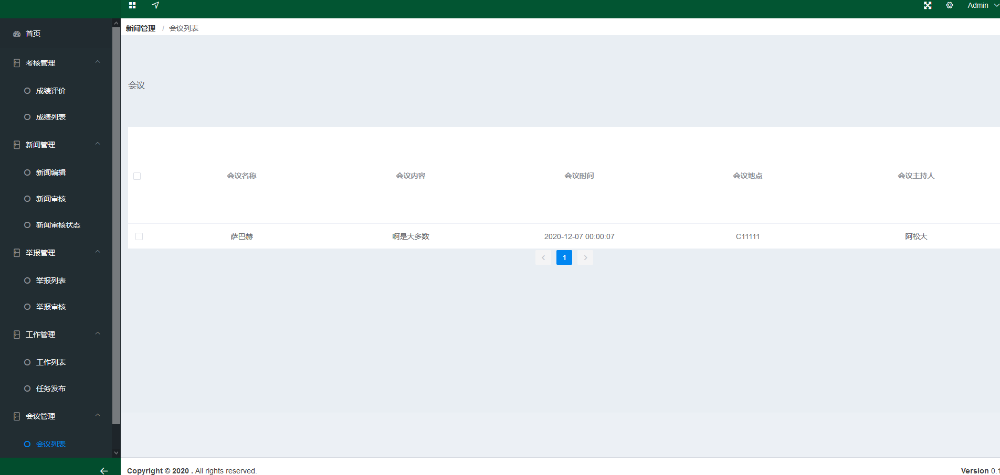 Admin
首页
考核管理
成绩评价
成绩列表
新闻管理
新闻编辑
新闻审核
新闻审核状态
举报管理
举报列表
举报审核
工作管理
工作列表
任务发布
会议管理
会议列表
新闻管理 / 会议列表
会议
会议名称 会议内容 会议时间 会议地点 会议主持人
萨巴赫 啊是大多数 2020-12-07 00:00:07 C11111 阿松大
1
Copyright © 2020 . All rights reserved.
Version 0.1